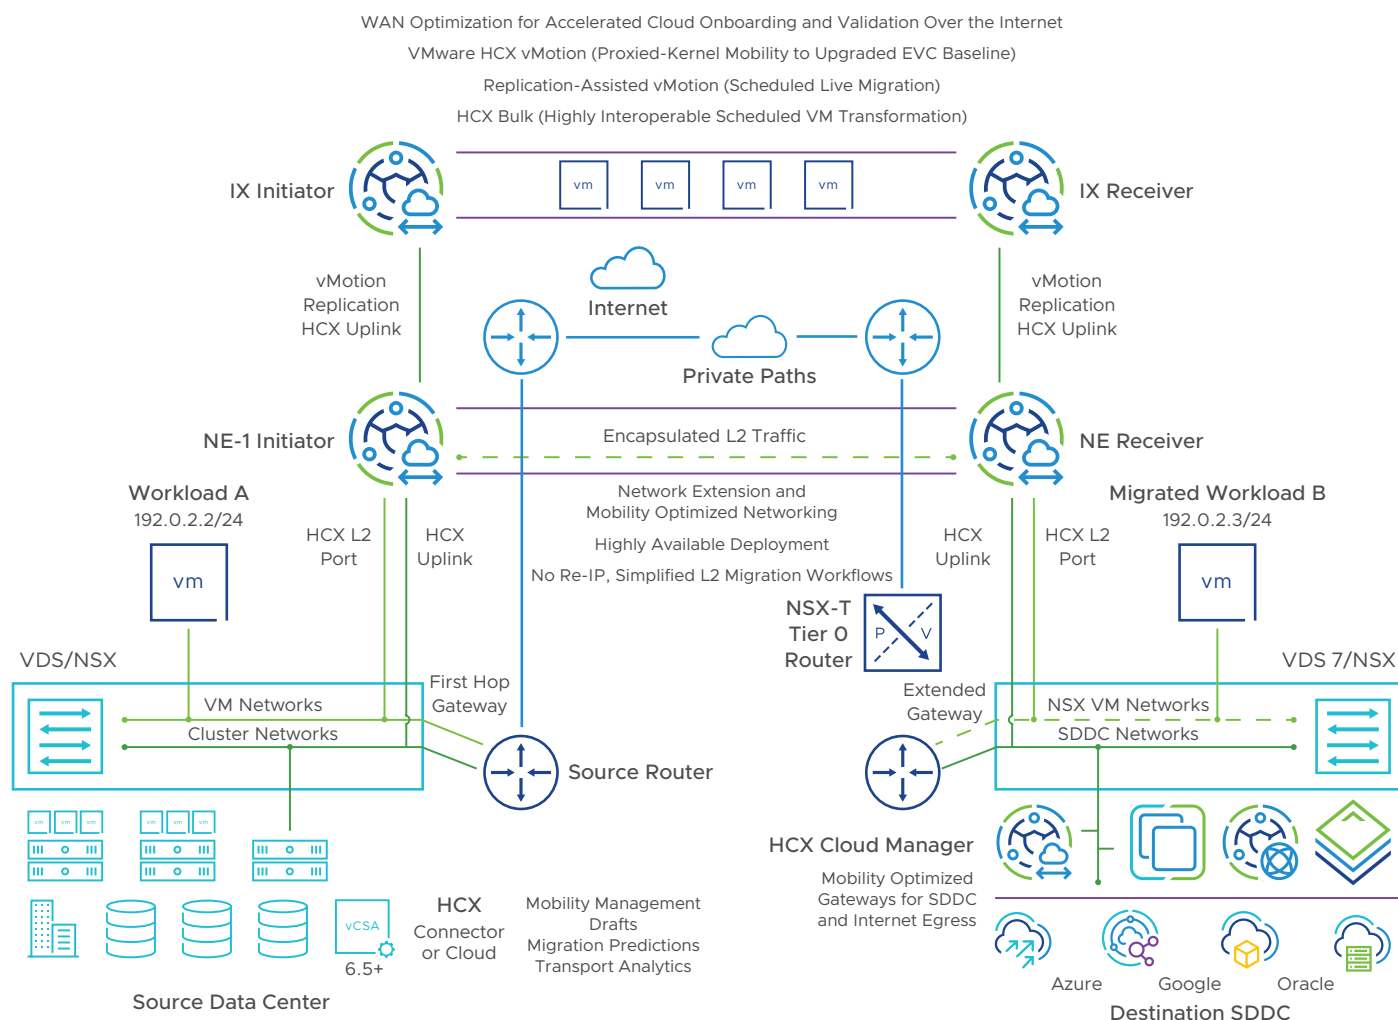 WAN Optimization for Accelerated Cloud Onboarding and Validation Over the Internet
VMware HCX vMotion (Proxied-Kernel Mobility to Upgraded EVC Baseline)
Replication-Assisted vMotion (Scheduled Live Migration)
HCX Bulk (Highly Interoperable Scheduled VM Transformation)
IX Initiator
vm
vm
vm
vm
IX Receiver
vMotion
Replication
HCX Uplink
Internet
Private Paths
vMotion
Replication
HCX Uplink
NE-1 Initiator
Encapsulated L2 Traffic
NE Receiver
Network Extension and
Mobility Optimized Networking
Highly Available Deployment
No Re-IP, Simplified L2 Migration Workflows
Workload A
192.0.2.2/24
vm
HCX L2
Port
HCX
Uplink
HCX
Uplink
HCX L2
Port
Migrated Workload B
192.0.2.3/24
vm
NSX-T
Tier 0
Router
P
V
VDS/NSX
VM Networks
Cluster Networks
First Hop
Gateway
Source Router
Extended
Gateway
VDS 7/NSX
NSX VM Networks
SDDC Networks
vm
vm
vm
vm
vm
vm
vCSA
6.5+
HCX
Connector
or Cloud
Mobility Management
Drafts
Migration Predictions
Transport Analytics
Source Data Center
HCX Cloud Manager
Mobility Optimized
Gateways for SDDC
and Internet Egress
Azure
Google
Oracle
Destination SDDC